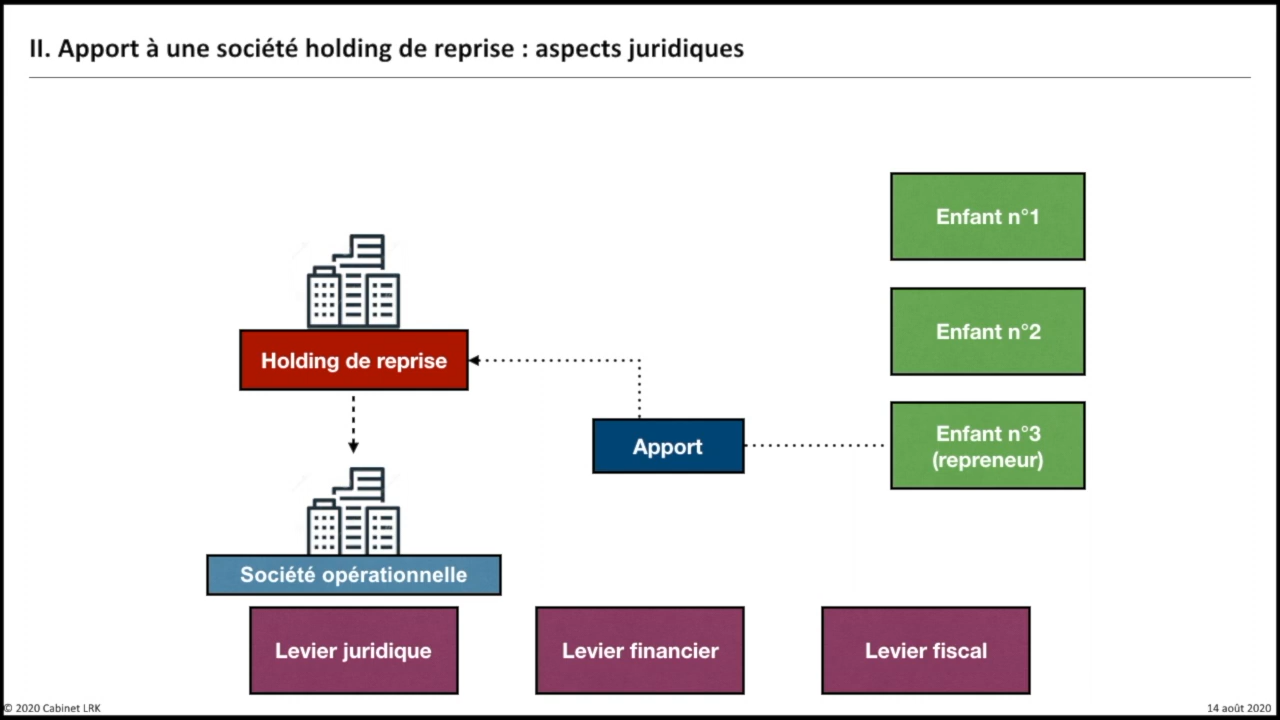 II. Apport à une société holding de reprise : aspects juridiques
Enfant n°1
Enfant n°2
Holding de reprise
Apport
Enfant n°3
(repreneur)
Société opérationnelle
Levier juridique
Levier financier
Levier fiscal
© 2020 Cabinet LRK
14 août 2020